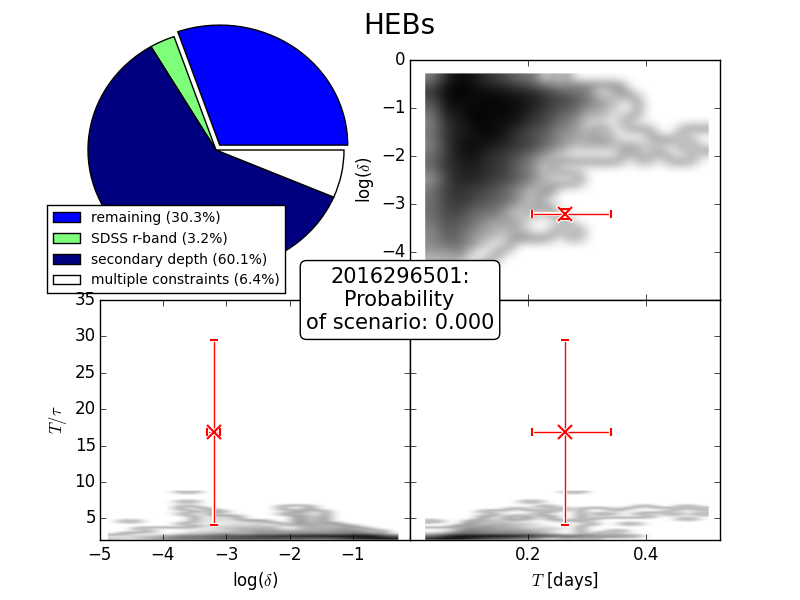 HEBs
remaining (30.3%)
SDSS r-band (3.2%)
secondary depth (60.1%)
multiple constraints (6.4%)
0
−1
−2
−3
−4
log(δ)
2016296501:
Probability
of scenario: 0.000
35
30
25
20
15
10
5
T/τ
−5 −4 −3 −2 −1
log(δ)
0.2 0.4
T [days]